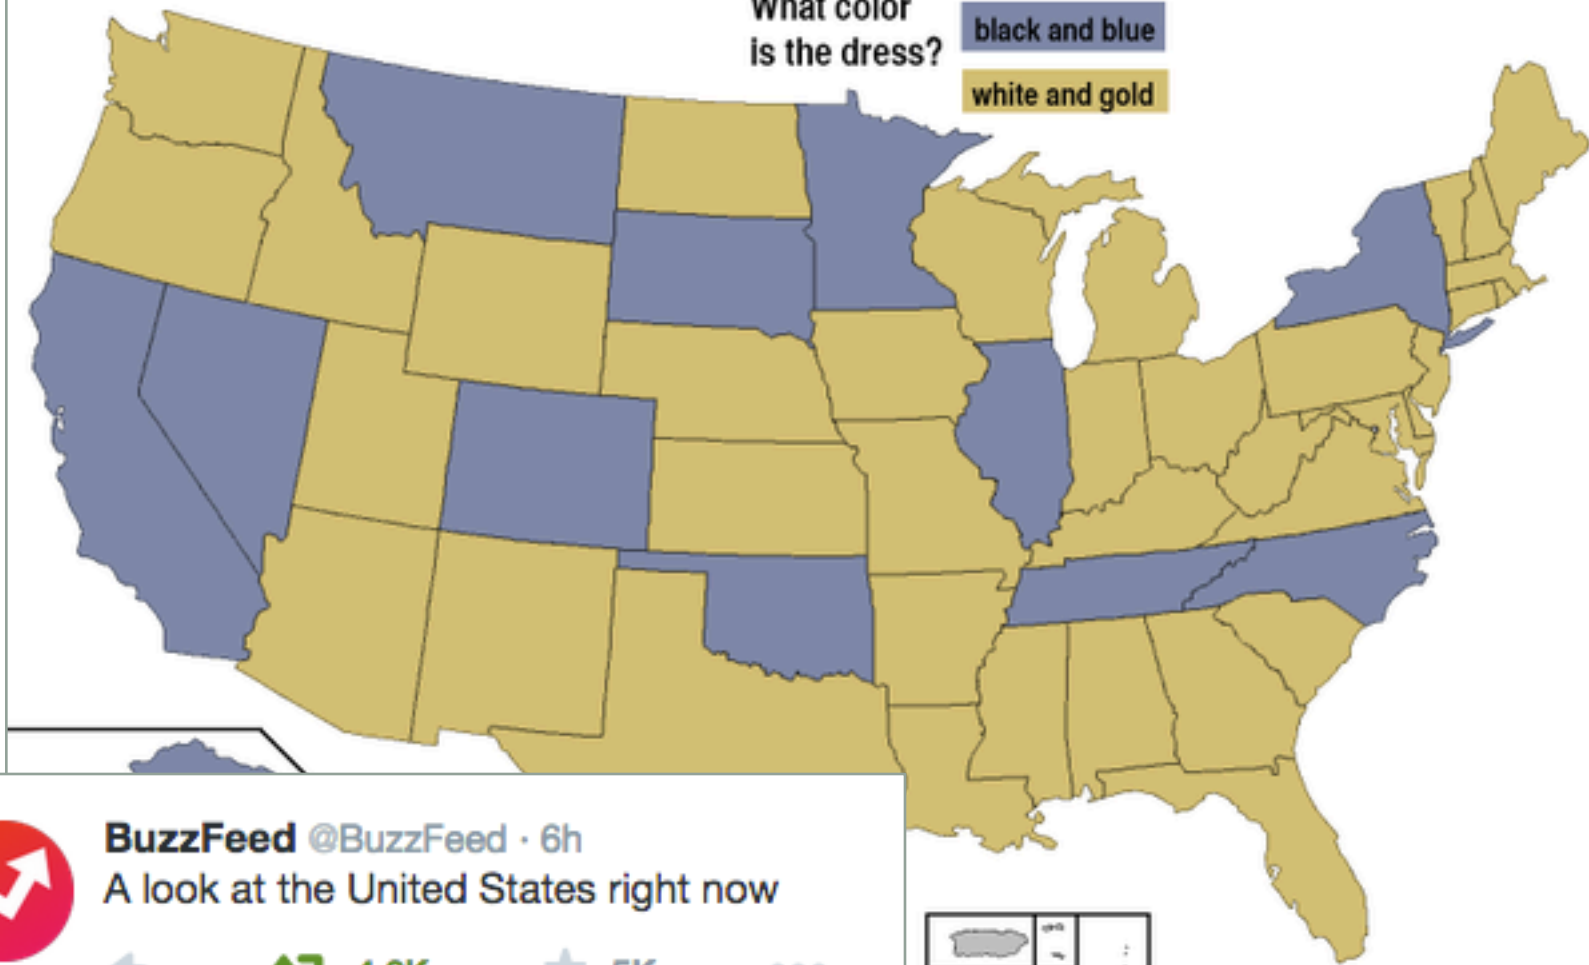 What color
is the dress?
black and blue
white and gold
BuzzFeed @BuzzFeed · 6h
A look at the United States right now
5K